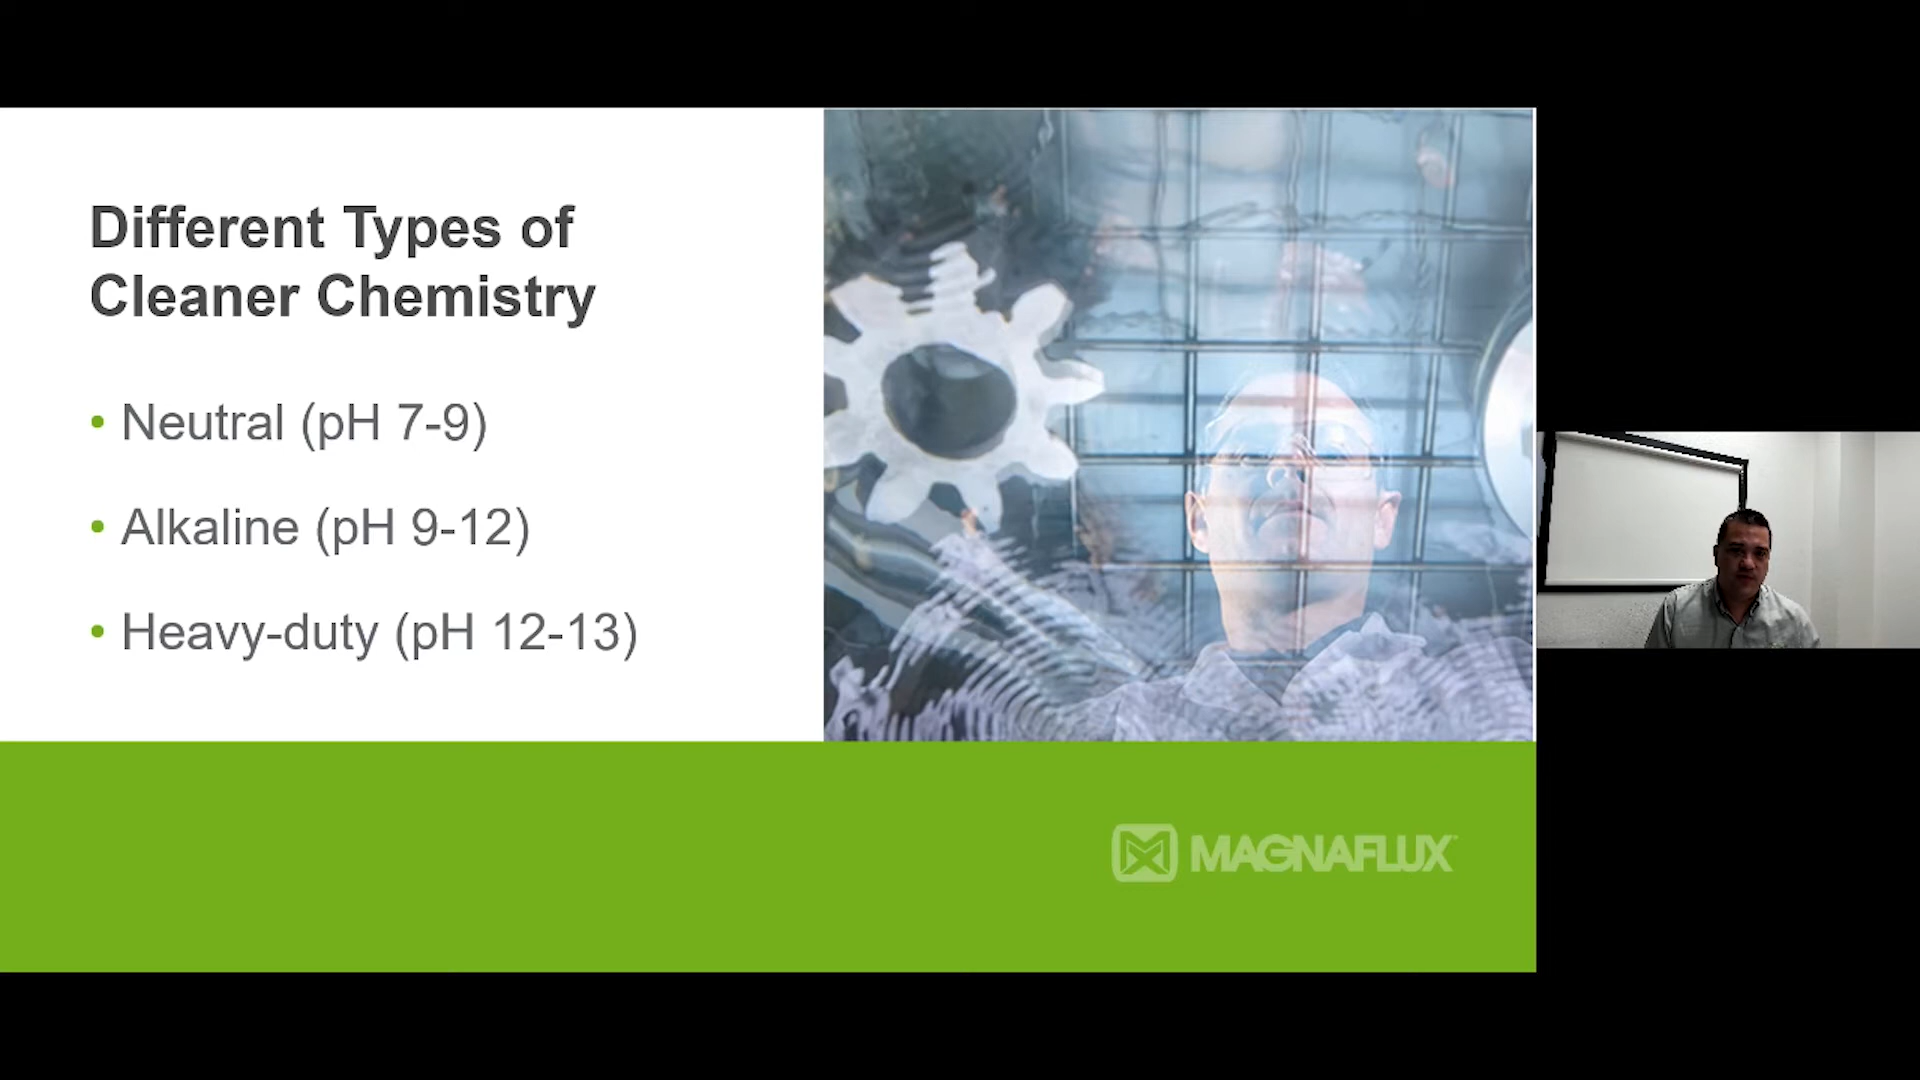 Different Types of
Cleaner Chemistry
• Neutral (pH 7-9)
• Alkaline (pH 9-12)
• Heavy-duty (pH 12-13)
MAGNAFLUX